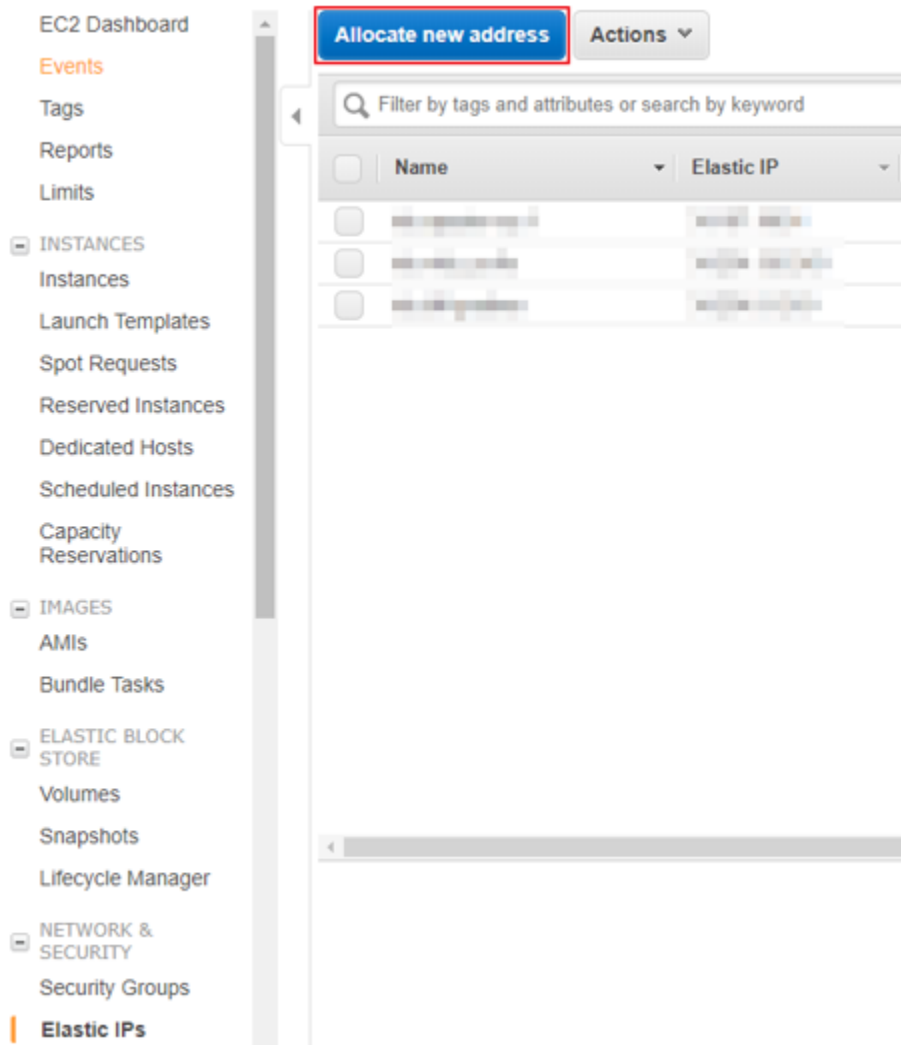 EC2 Dashboard
Events
Tags
Reports
Limits
INSTANCES
Instances
Launch Templates
Spot Requests
Reserved Instances
Dedicated Hosts
Scheduled Instances
Capacity
Reservations
IMAGES
AMIs
Bundle Tasks
ELASTIC BLOCK
STORE
Volumes
Snapshots
Lifecycle Manager
NETWORK &
SECURITY
Security Groups
Elastic IPs
Allocate new address Actions
Filter by tags and attributes or search by keyword
Name Elastic IP